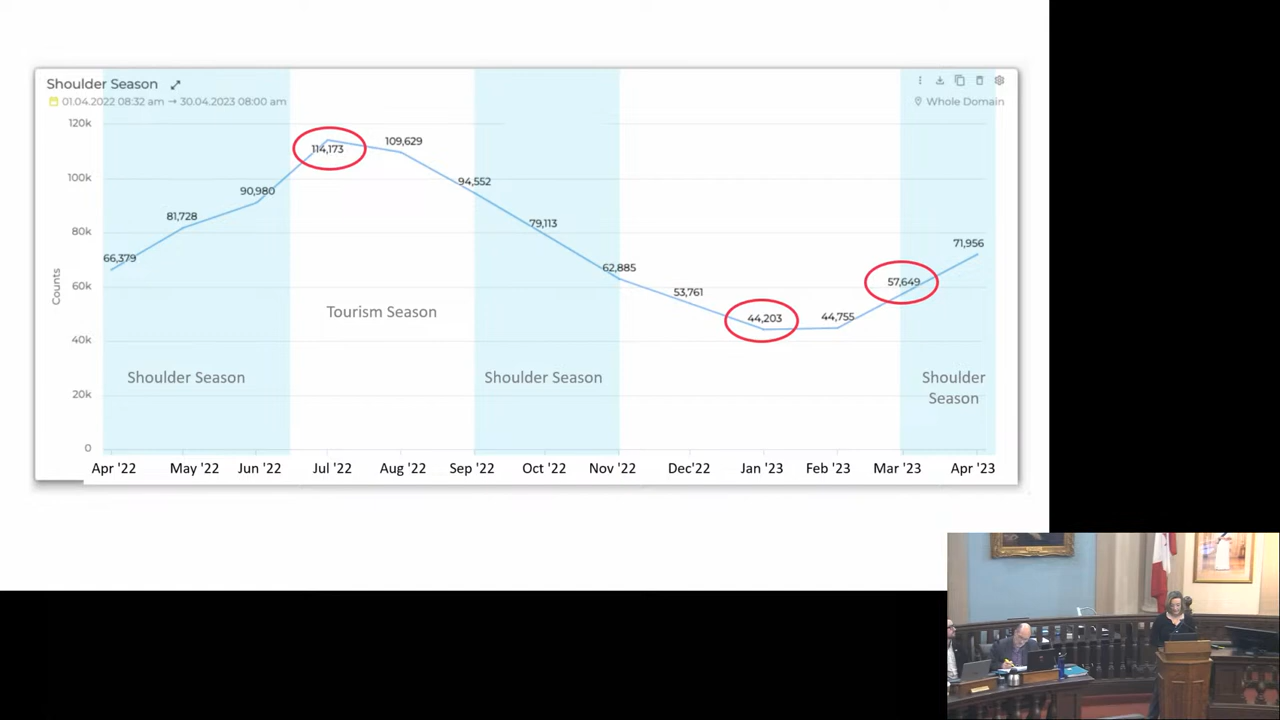 Shoulder Season
01.04.2022 08:32 am → 30.04.2023 08:00 am
Whole Domain
120k
100k
80k
60k
40k
20k
0
Counts
66,379
81,728
90,980
114,173
109,629
94,552
79,113
62,885
53,761
44,203
44,755
57,649
71,956
Tourism Season
Shoulder Season
Shoulder Season
Shoulder
Season
Apr '22 May '22 Jun '22 Jul '22 Aug '22 Sep '22 Oct '22 Nov '22 Dec'22 Jan '23 Feb '23 Mar '23 Apr '23